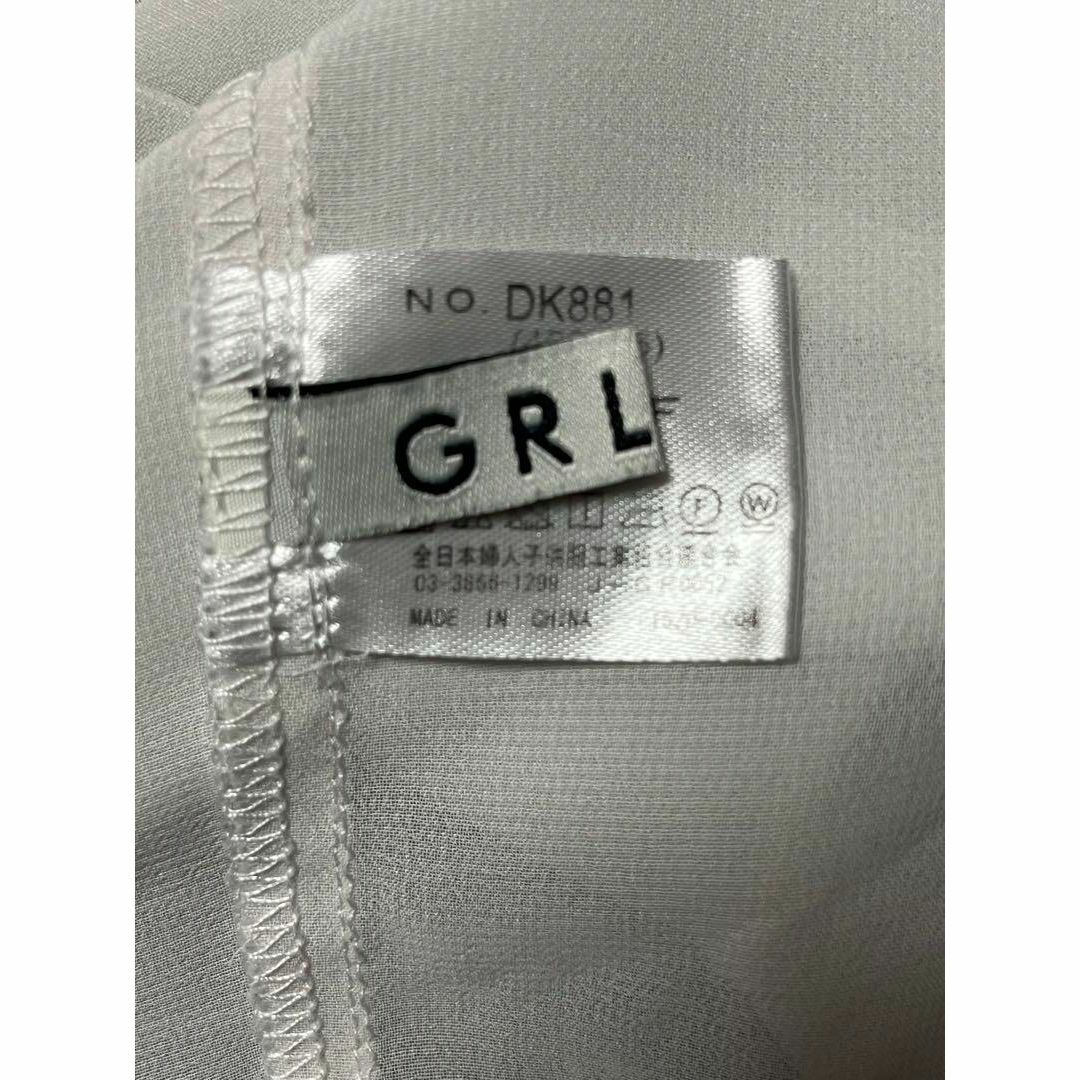 NO. DK881
GRL
F W
全日本婦人子供服工業組合連合会
03-3866-1299
MADE IN CHINA